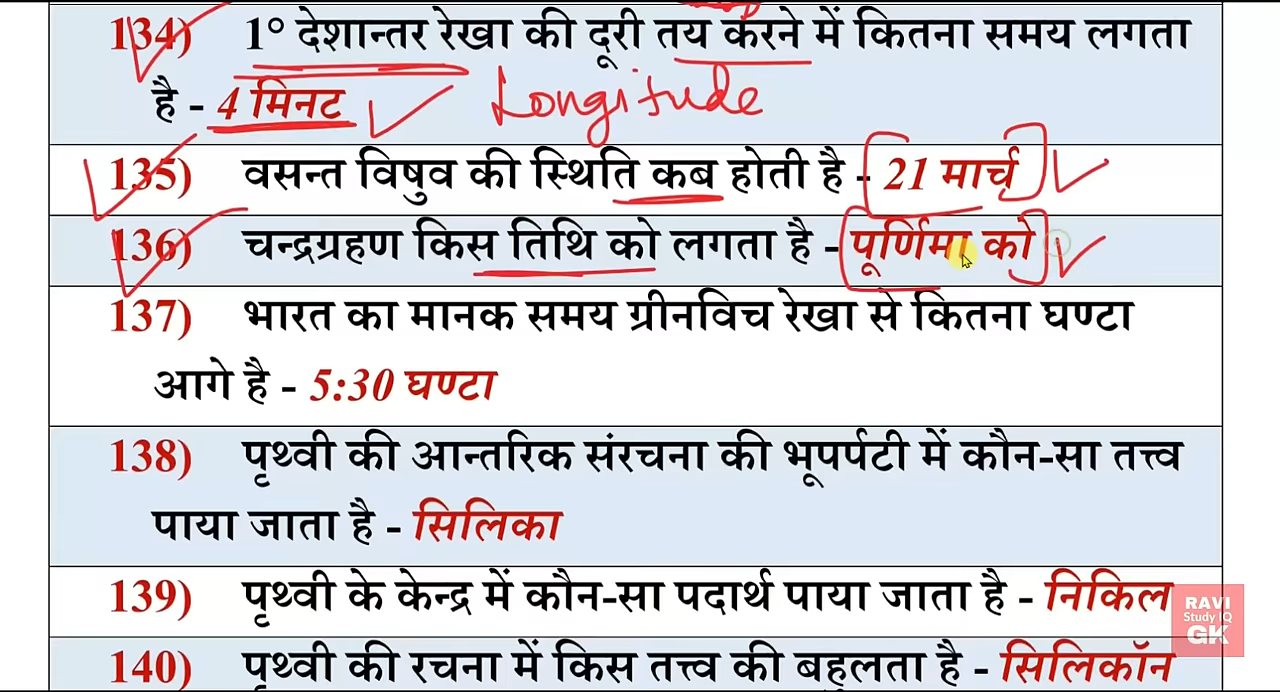 134) 1° देशान्तर रेखा की दूरी तय करने में कितना समय लगता
है - 4 मिनट Longitude
135) वसन्त विषुव की स्थिति कब होती है - 21 मार्च
136) चन्द्रग्रहण किस तिथि को लगता है - पूर्णिमा को
137) भारत का मानक समय ग्रीनविच रेखा से कितना घण्टा
आगे है - 5:30 घण्टा
138) पृथ्वी की आन्तरिक संरचना की भूपर्पटी में कौन-सा तत्त्व
पाया जाता है - सिलिका
139) पृथ्वी के केन्द्र में कौन-सा पदार्थ पाया जाता है - निकिल
RAVI
Study IQ
GK
140) पृथ्वी की रचना में किस तत्त्व की बहुलता है - सिलिकॉन